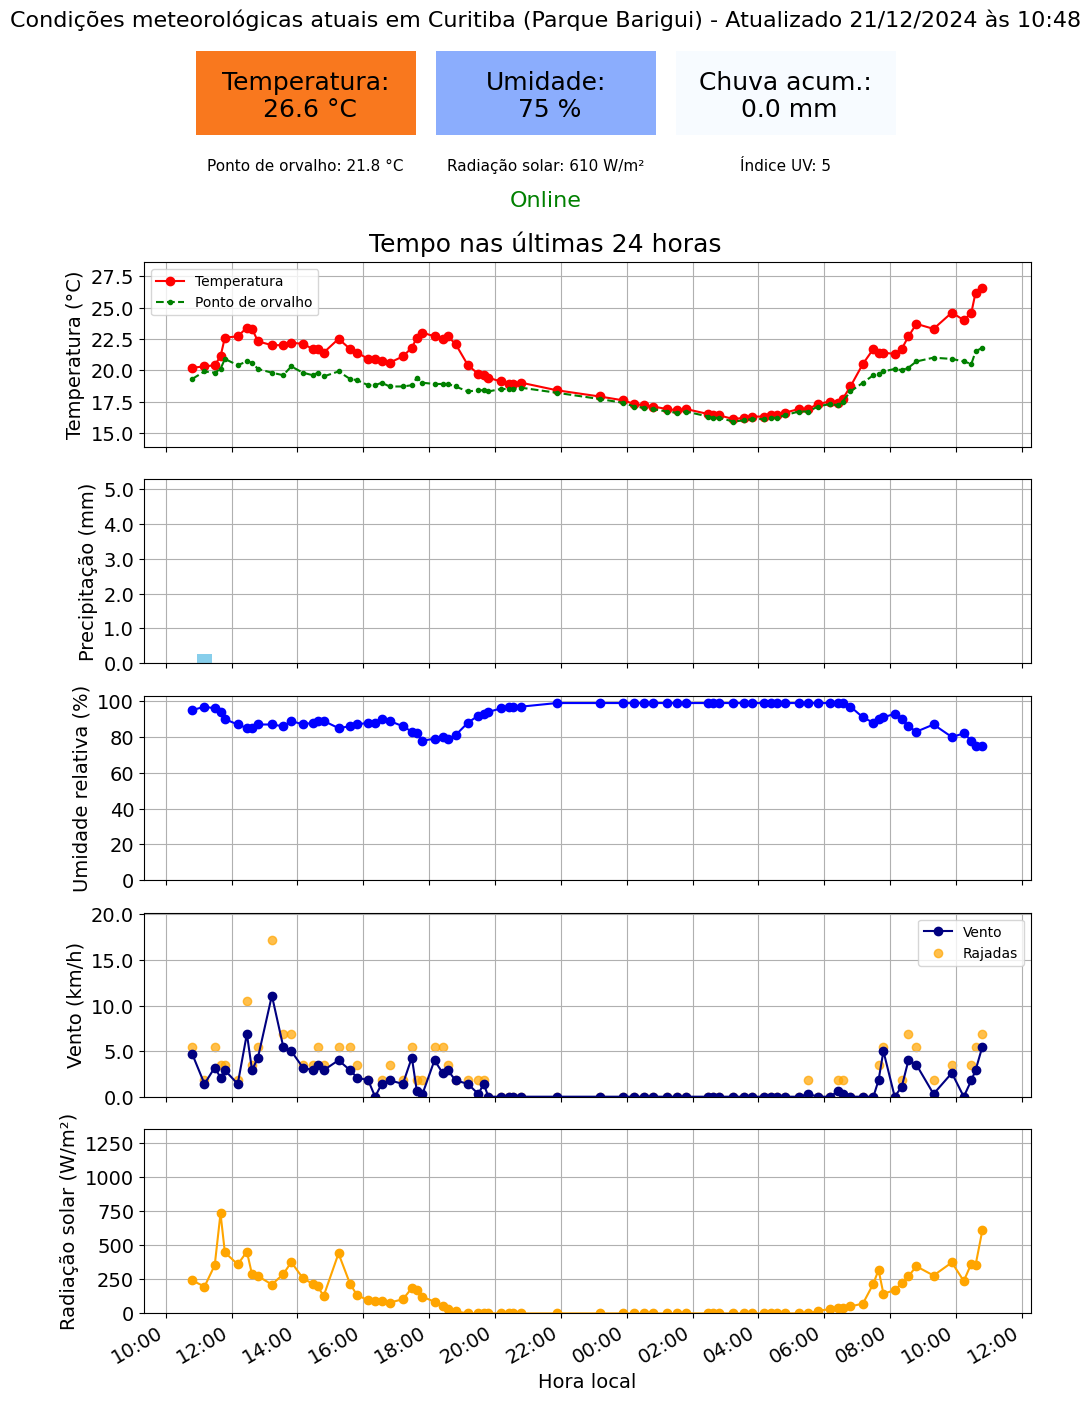 Condições meteorológicas atuais em Curitiba (Parque Barigui) - Atualizado 21/12/2024 às 10:48
Temperatura:
26.6 °C
Umidade:
75 %
Chuva acum.:
0.0 mm
Ponto de orvalho: 21.8 °C
Radiação solar: 610 W/m²
Índice UV: 5
Online
Tempo nas últimas 24 horas
Temperatura (°C)
27.5
25.0
22.5
20.0
17.5
15.0
Temperatura
Ponto de orvalho
Precipitação (mm)
5.0
4.0
3.0
2.0
1.0
0.0
Umidade relativa (%)
100
80
60
40
20
0
Vento (km/h)
20.0
15.0
10.0
5.0
0.0
Vento
Rajadas
Radiação solar (W/m²)
1250
1000
750
500
250
0
10:00
12:00
14:00
16:00
18:00
20:00
22:00
00:00
02:00
04:00
06:00
08:00
10:00
12:00
Hora local